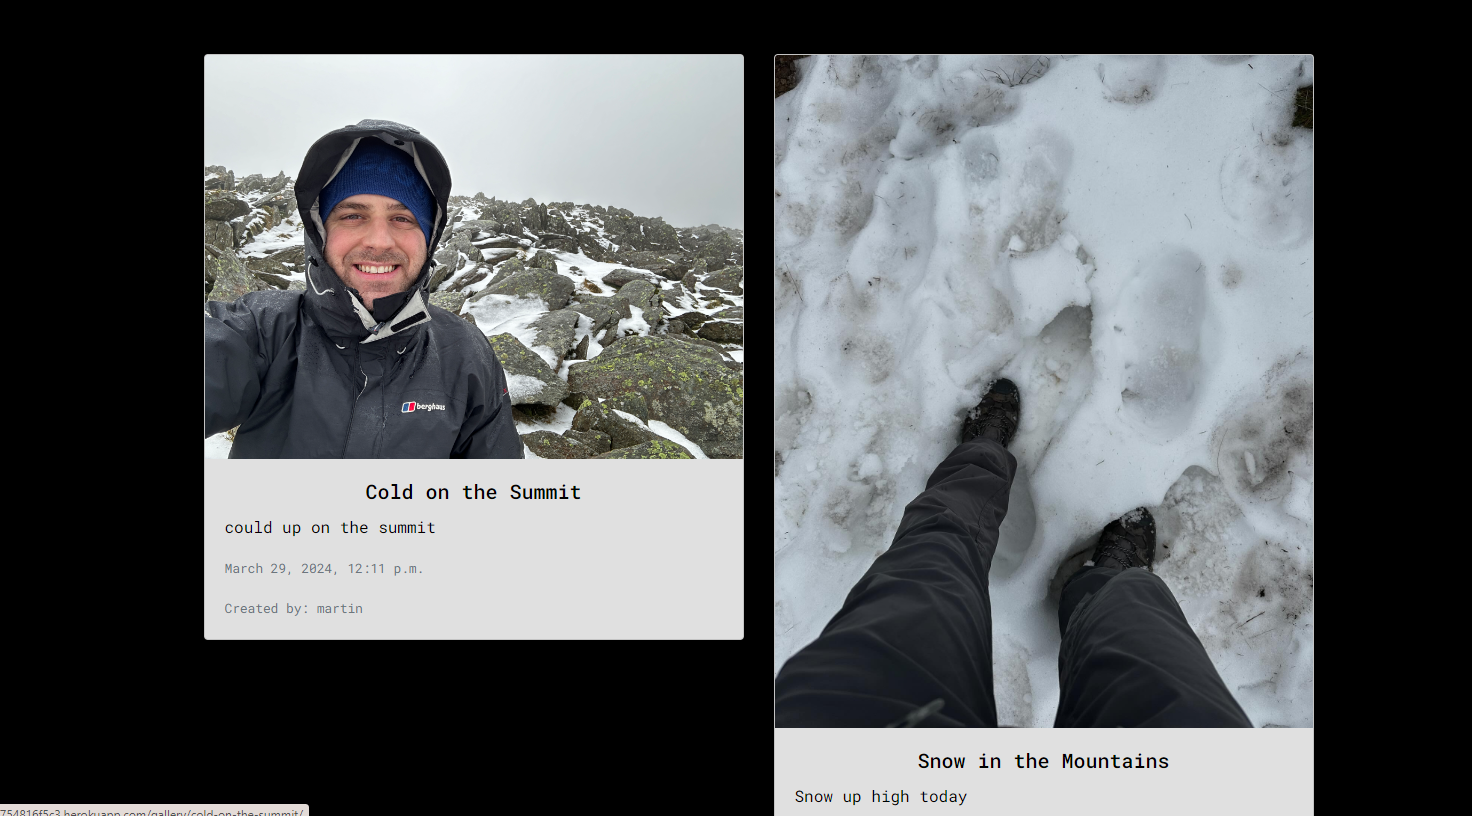 berghaus
Cold on the Summit
could up on the summit
March 29, 2024, 12:11 p.m.
Created by: martin
Snow in the Mountains
Snow up high today
754816f5c3.herokuapp.com/gallery/cold-on-the-summit/